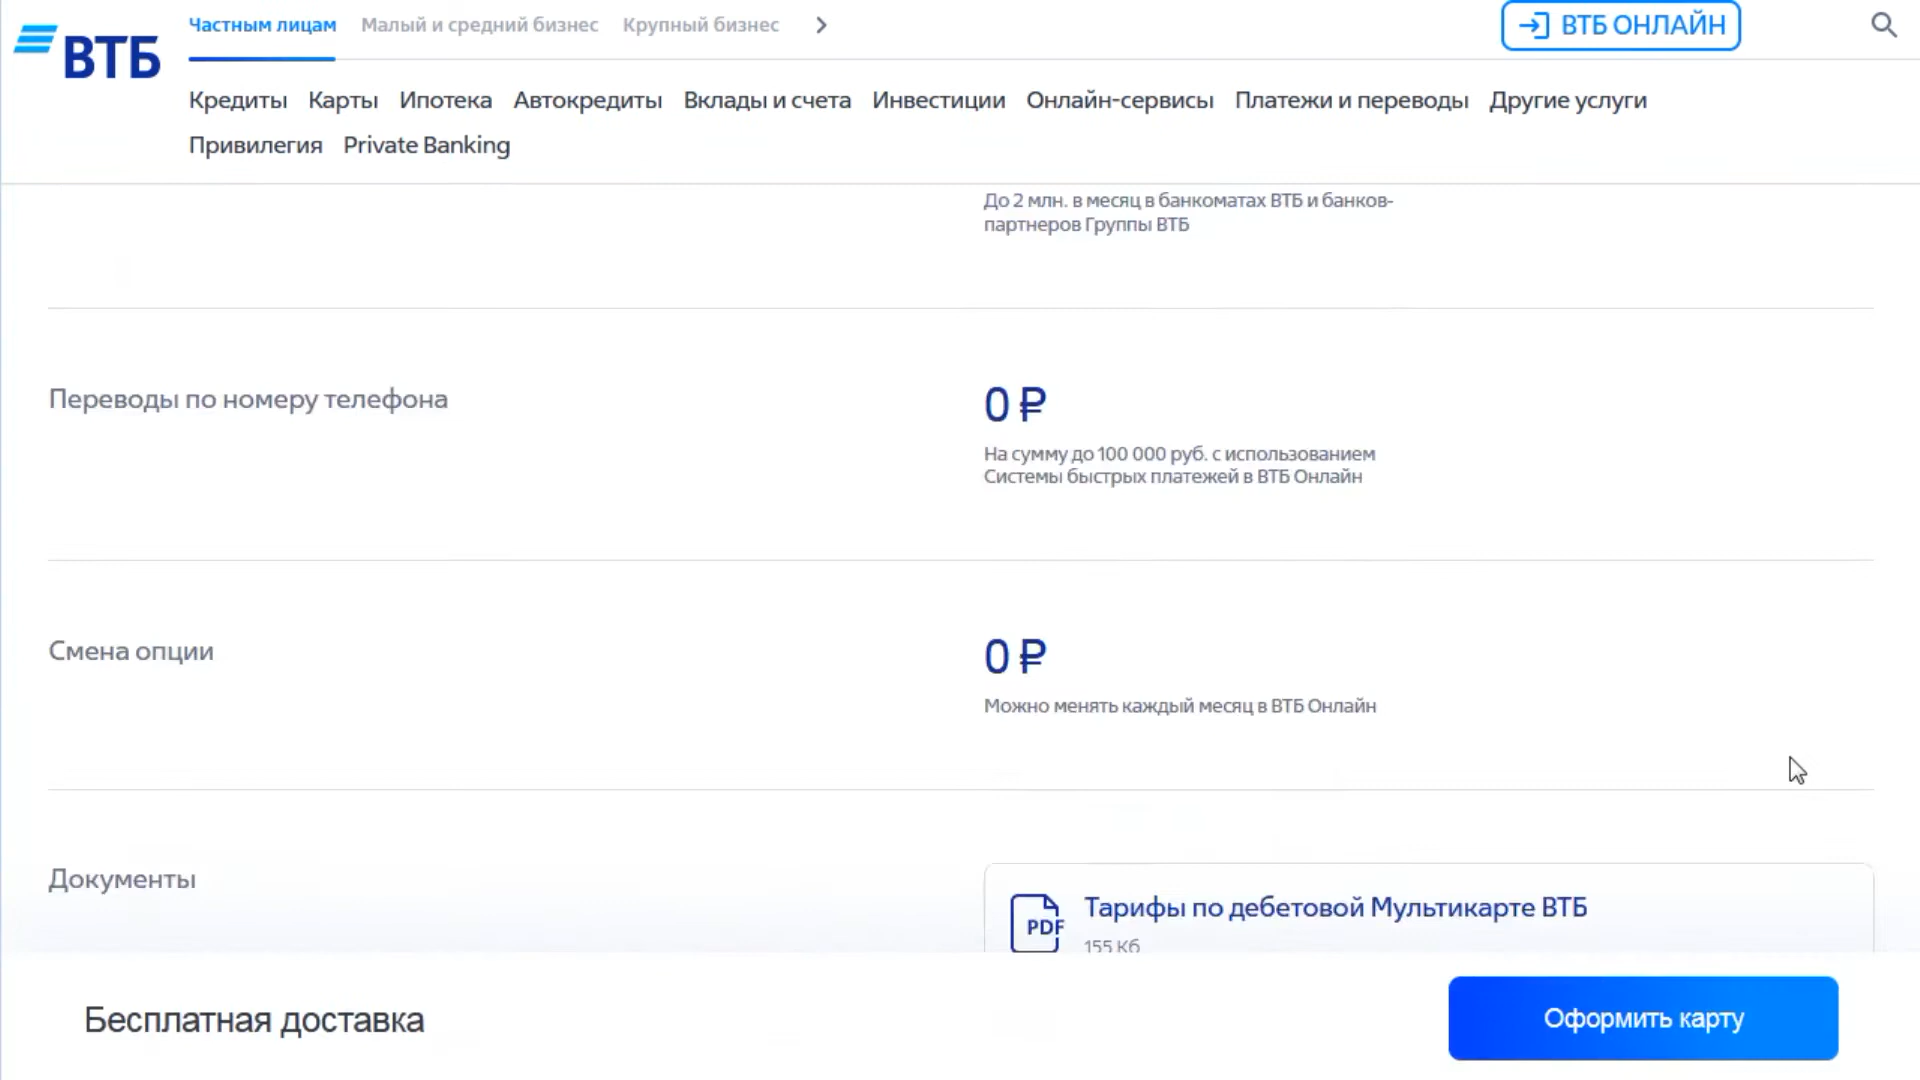 ВТБ
Частным лицам Малый и средний бизнес Крупный бизнес
ВТБ ОНЛАЙН
Кредиты Карты Ипотека Автокредиты Вклады и счета Инвестиции Онлайн-сервисы Платежи и переводы Другие услуги
Привилегия Private Banking
До 2 млн. в месяц в банкоматах ВТБ и банков-
партнеров Группы ВТБ
Переводы по номеру телефона
0 ₽
На сумму до 100 000 руб. с использованием
Системы быстрых платежей в ВТБ Онлайн
Смена опции
0 ₽
Можно менять каждый месяц в ВТБ Онлайн
Документы
PDF
Тарифы по дебетовой Мультикарте ВТБ
155 Кб
Бесплатная доставка
Оформить карту